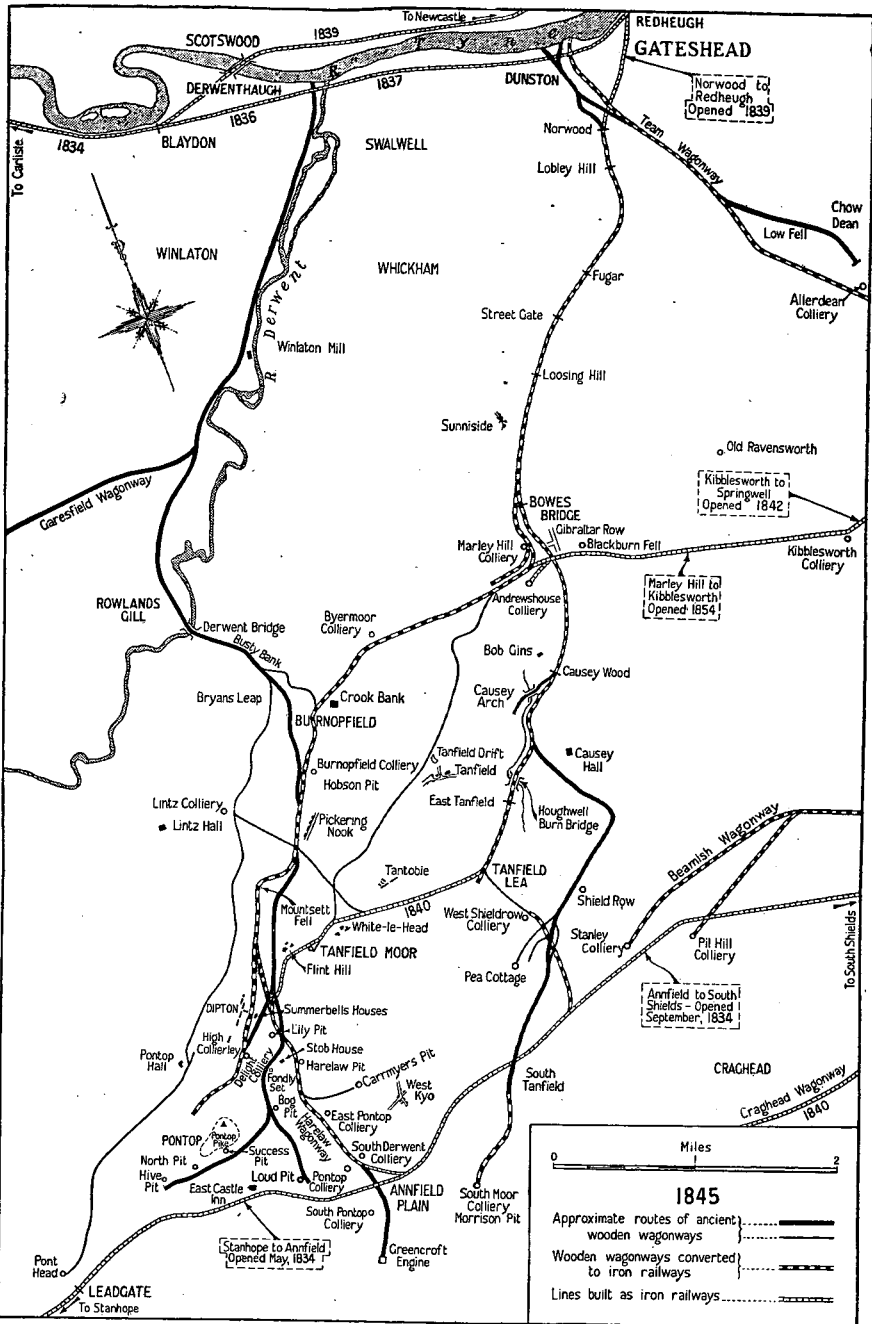 To Newcastle
REDHEUGH
SCOTSWOOD
1839
R. Tyne
GATESHEAD
DERWENTHAUGH
1837
DUNSTON
Norwood to
Redheugh
Opened 1839
1836
1834
BLAYDON
To Carlisle
SWALWELL
Norwood
Team Wagonway
Lobley Hill
Chow
Dean
Low Fell
WINLATON
WHICKHAM
Fugar
Allerdean
Colliery
R. Derwent
Street Gate
Winlaton Mill
Loosing Hill
Sunniside
Old Ravensworth
Garesfield Wagonway
Kibblesworth to
Springwell
Opened 1842
BOWES
BRIDGE
Gibraltar Row
Blackburn Fell
Marley Hill
Colliery
Kibblesworth
Colliery
Marley Hill to
Kibblesworth
Opened 1854
Andrewshouse
Colliery
ROWLANDS
GILL
Byermoor
Colliery
Derwent Bridge
Busty Bank
Bob Gins
Causey Wood
Bryans Leap
Crook Bank
Causey
Arch
BURNOPFIELD
Causey
Hall
Tanfield Drift
Tanfield
Burnopfield Colliery
Hobson Pit
East Tanfield
Houghwell
Burn Bridge
Lintz Colliery
Lintz Hall
Pickering
Nook
Beamish Wagonway
Tantobie
TANFIELD
LEA
Mountsett
Fell
1840
Shield Row
White-le-Head
West Shieldrow
Colliery
Stanley
Colliery
Pit Hill
Colliery
To South Shields
TANFIELD MOOR
Flint Hill
Pea Cottage
Annfield to South
Shields - Opened
September, 1834
DIPTON
Summerbells Houses
Lily Pit
High
Collierley
Delight
Colliery
Stob House
Harelaw Pit
Pontop
Hall
Fondly
Set
Carrmyers Pit
South
Tanfield
CRAGHEAD
West
Kyo
Bog
Pit
Craghead Wagonway
1840
East Pontop
Colliery
Harelaw
Wagonway
PONTOP
Pontop
Pike
Success
Pit
South Derwent
Colliery
North Pit
Hive
Pit
Loud Pit
Pontop
Colliery
East Castle
Inn
ANNFIELD
PLAIN
South Moor
Colliery
Morrison Pit
South Pontop
Colliery
Stanhope to Annfield
Opened May, 1834
Greencroft
Engine
Pont
Head
LEADGATE
To Stanhope
Miles
0 2
1845
Approximate routes of ancient
wooden wagonways
Wooden wagonways converted
to iron railways
Lines built as iron railways